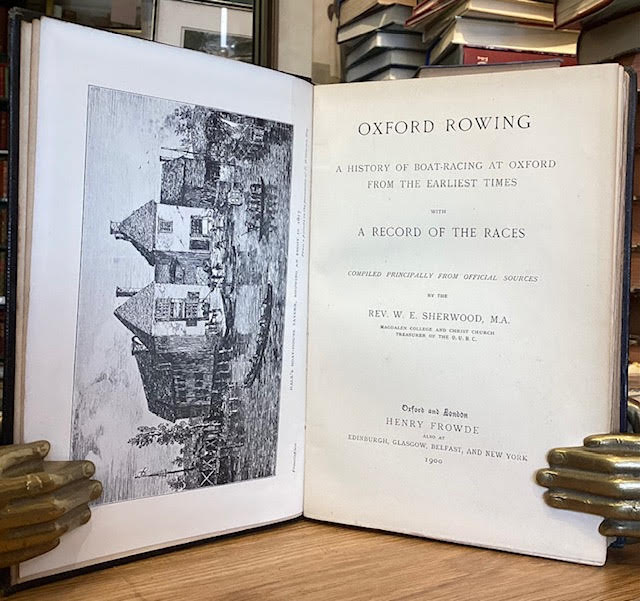 OXFORD ROWING
A HISTORY OF BOAT-RACING AT OXFORD
FROM THE EARLIEST TIMES
WITH
A RECORD OF THE RACES
COMPILED PRINCIPALLY FROM OFFICIAL SOURCES
BY THE
REV. W. E. SHERWOOD, M.A.
MAGDALEN COLLEGE AND CHRIST CHURCH
TREASURER OF THE O.U.B.C.
Oxford and London
HENRY FROWDE
ALSO AT
EDINBURGH, GLASGOW, BELFAST, AND NEW YORK
1900
Frontispiece